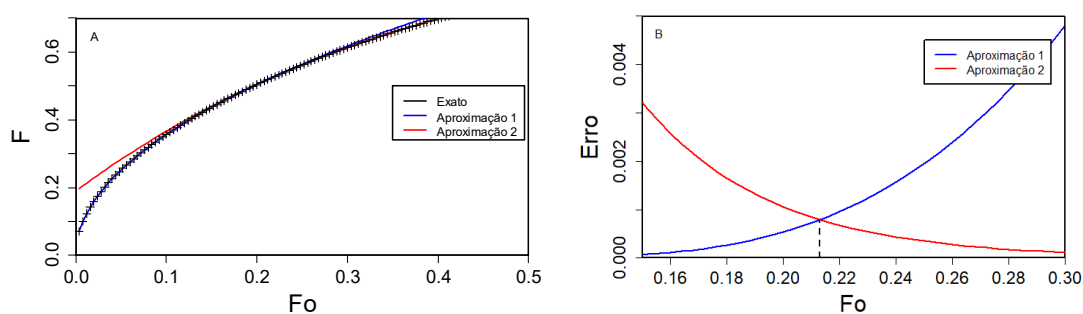 A
F
0.0 0.2 0.4 0.6
Exato
Aproximação 1
Aproximação 2
0.0 0.1 0.2 0.3 0.4 0.5
Fo
B
Erro
0.000 0.002 0.004
Aproximação 1
Aproximação 2
0.16 0.18 0.20 0.22 0.24 0.26 0.28 0.30
Fo